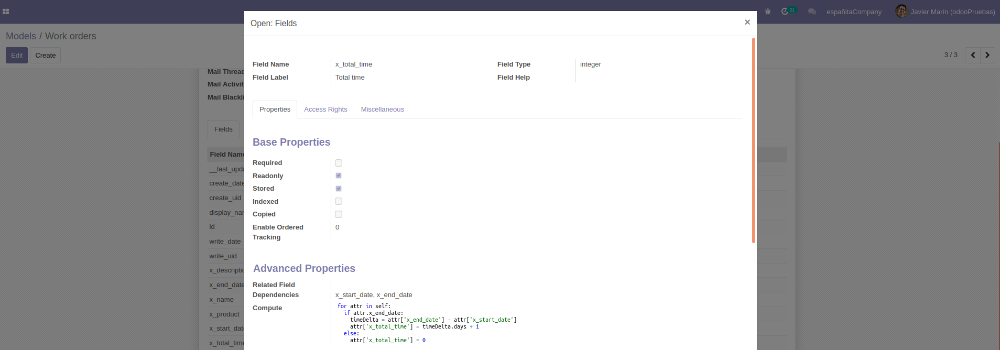 Open: Fields
×
21
españitaCompany
Javier Marín (odooPruebas)
Models / Work orders
Edit
Create
3 / 3
Mail Thread
Mail Activit
Mail Blackli
Fields
Field Name
__last_upda
create_date
create_uid
display_nar
id
write_date
write_uid
x_descriptic
x_end_date
x_name
x_product
x_start_date
x_total_time
Field Name x_total_time
Field Label Total time
Field Type integer
Field Help
Properties
Access Rights
Miscellaneous
Base Properties
Required
Readonly
Stored
Indexed
Copied
Enable Ordered
Tracking
0
Advanced Properties
Related Field
Dependencies x_start_date, x_end_date
Compute
for attr in self:
  if attr.x_end_date:
    timeDelta = attr['x_end_date'] - attr['x_start_date']
    attr['x_total_time'] = timeDelta.days + 1
  else:
    attr['x_total_time'] = 0